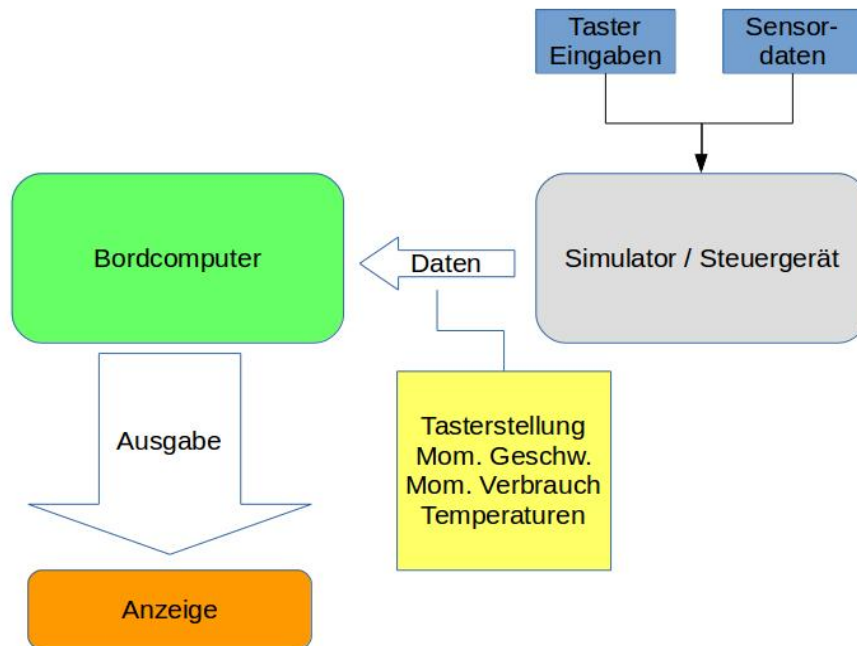 Taster
Eingaben
Sensor-
daten
Bordcomputer
Daten
Simulator / Steuergerät
Ausgabe
Tasterstellung
Mom. Geschw.
Mom. Verbrauch
Temperaturen
Anzeige